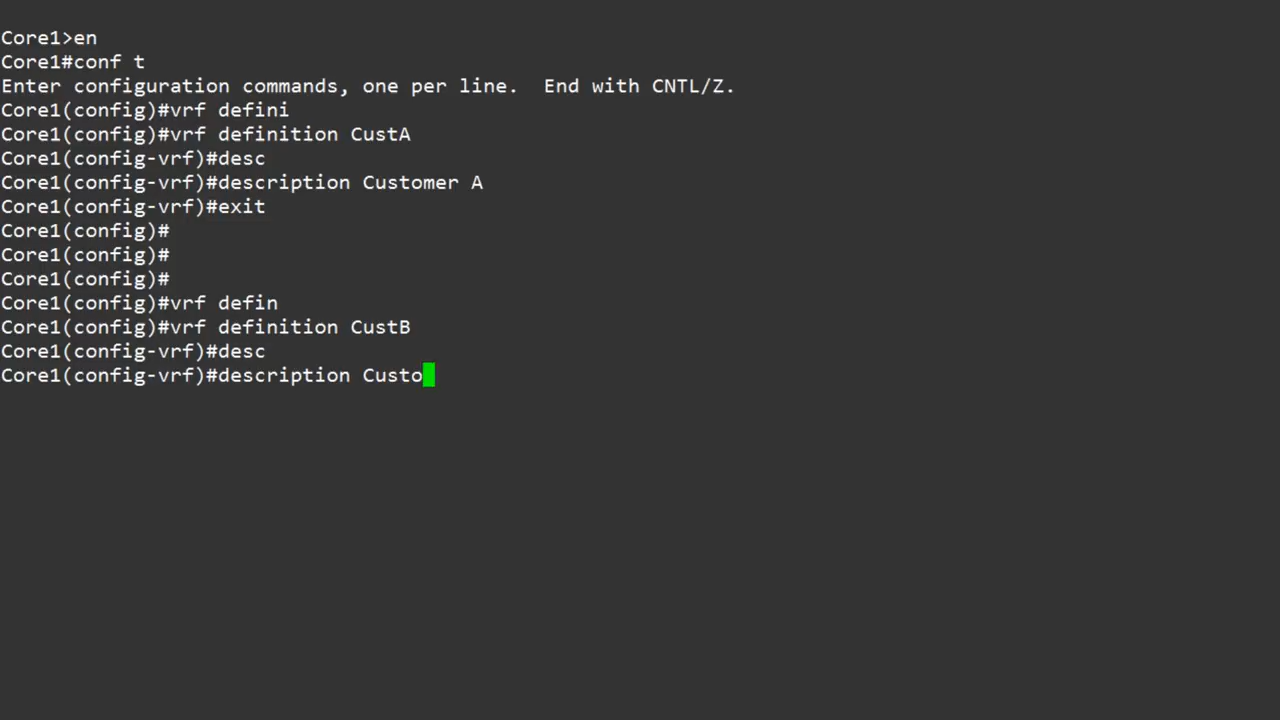 Core1>en
Core1#conf t
Enter configuration commands, one per line.  End with CNTL/Z.
Core1(config)#vrf defini
Core1(config)#vrf definition CustA
Core1(config-vrf)#desc
Core1(config-vrf)#description Customer A
Core1(config-vrf)#exit
Core1(config)#
Core1(config)#
Core1(config)#
Core1(config)#vrf defin
Core1(config)#vrf definition CustB
Core1(config-vrf)#desc
Core1(config-vrf)#description Custo